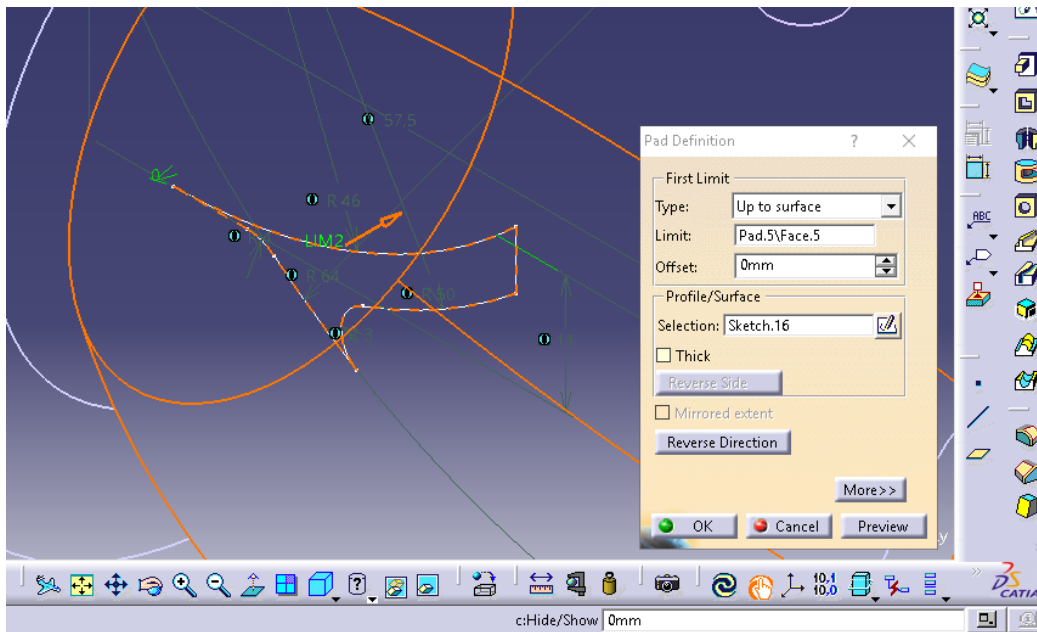 57,5
R 46
LIM2
R 64
R 50
Pad Definition ? ×
First Limit
Type: Up to surface
Limit: Pad.5\Face.5
Offset: 0mm
Profile/Surface
Selection: Sketch.16
Thick
Reverse Side
Mirrored extent
Reverse Direction
More>>
OK Cancel Preview
ABC
y
10,1
10,0
CATIA
c:Hide/Show 0mm